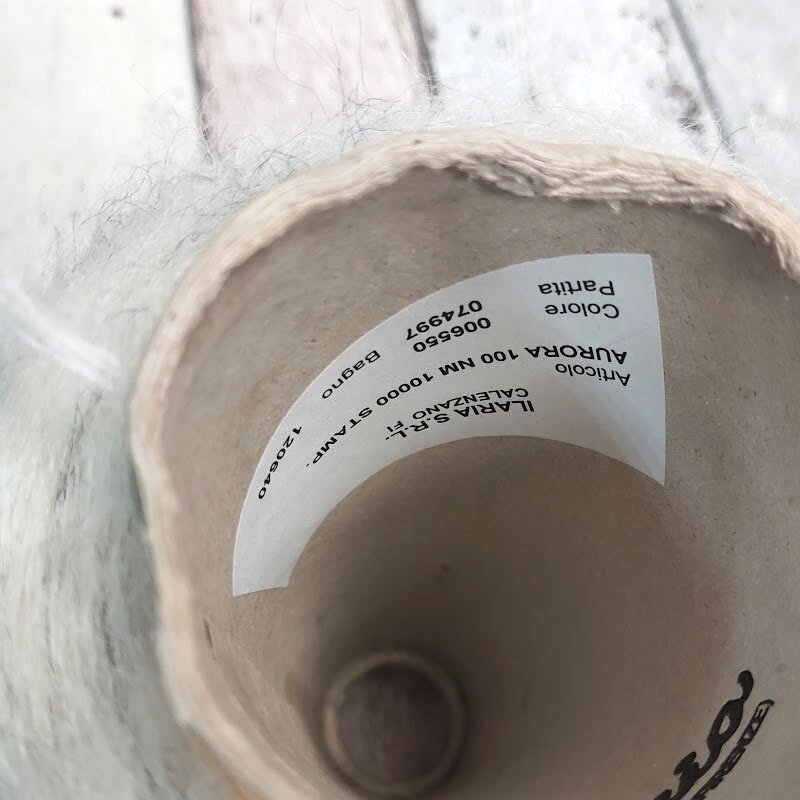 ILARIA S.R.L.
CALENZANO FI
Articolo
AURORA 100 NM 10000 STAMP.
Colore 006550 Bagno 120640
Partita 074997